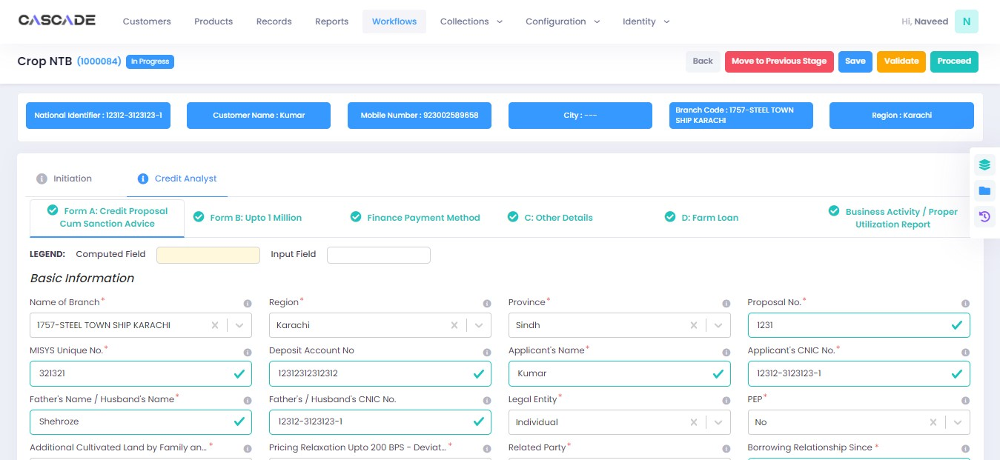 CASCADE
Customers
Products
Records
Reports
Workflows
Collections
Configuration
Identity
Hi, Naveed
N
Crop NTB (1000084) In Progress
Back
Move to Previous Stage
Save
Validate
Proceed
National Identifier : 12312-3123123-1
Customer Name : Kumar
Mobile Number : 923002589658
City : ---
Branch Code : 1757-STEEL TOWN
SHIP KARACHI
Region : Karachi
Initiation
Credit Analyst
Form A: Credit Proposal
Cum Sanction Advice
Form B: Upto 1 Million
Finance Payment Method
C: Other Details
D: Farm Loan
Business Activity / Proper
Utilization Report
LEGEND: Computed Field
Input Field
Basic Information
Name of Branch*
Region*
Province*
Proposal No.*
1757-STEEL TOWN SHIP KARACHI
Karachi
Sindh
1231
MISYS Unique No.*
Deposit Account No
Applicant's Name*
Applicant's CNIC No.*
321321
12312312312312
Kumar
12312-3123123-1
Father's Name / Husband's Name*
Father's / Husband's CNIC No.
Legal Entity*
PEP*
Shehroze
12312-3123123-1
Individual
No
Additional Cultivated Land by Family an... *
Pricing Relaxation Upto 200 BPS - Deviat... *
Related Party*
Borrowing Relationship Since *